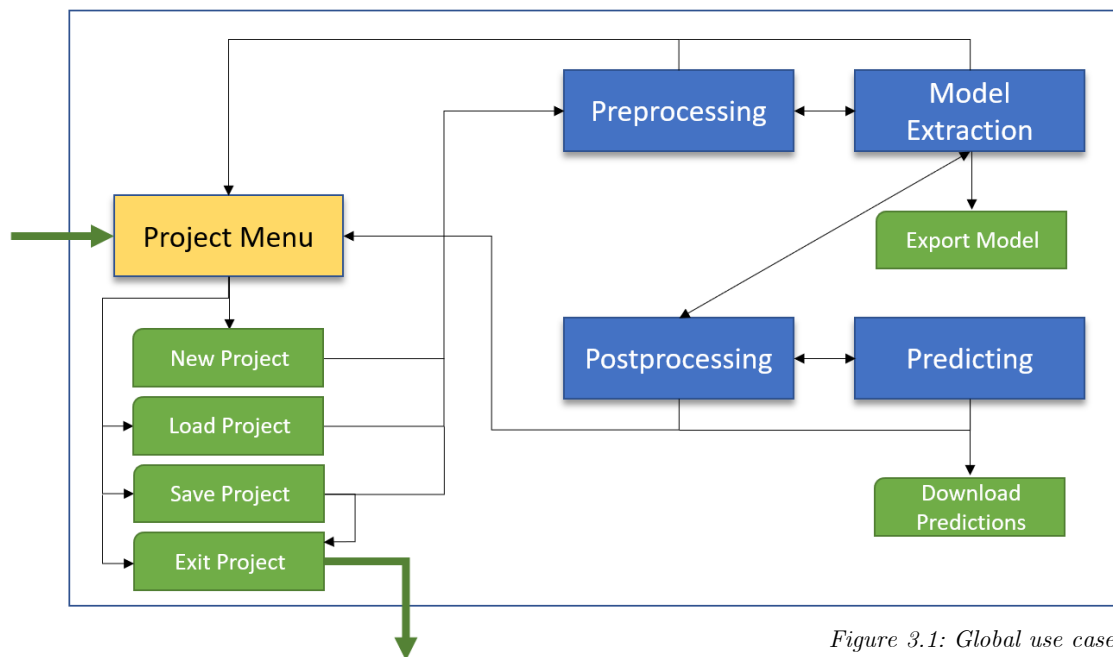 Preprocessing
Model
Extraction
Project Menu
Export Model
New Project
Postprocessing
Predicting
Load Project
Save Project
Download
Predictions
Exit Project
Figure 3.1: Global use case